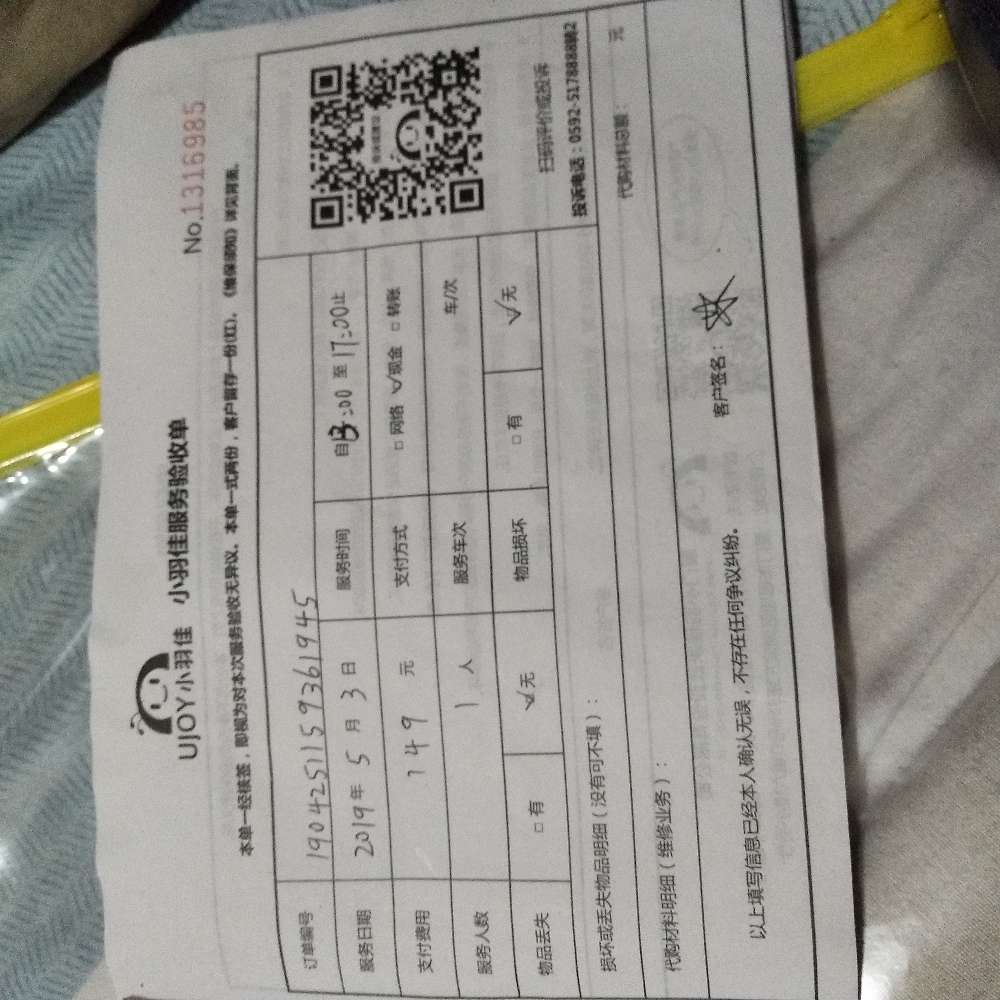 No.1316985
UJOY小羽佳 小羽佳服务验收单
本单一经核签，即视为对本次服务验收无异议。本单一式两份，客户留存一份(红)。《维保须知》详见背面。
订单编号 190425115936194 5
服务日期 2019年 5 月 3 日 服务时间 自13:00 至 17:00止
支付费用 149 元 支付方式 □ 网络 ✓现金 □ 转账
服务人数 1 人 服务车次 车/次
物品丢失 □ 有 ✓无 物品损坏 □ 有 ✓无
扫码评价或投诉
投诉电话：0592-5178888转2
损坏或丢失物品明细（没有可不填）：
代购材料明细（维修业务）： 代购材料总额： 元
以上填写信息已经本人确认无误，不存在任何争议纠纷。 客户签名：